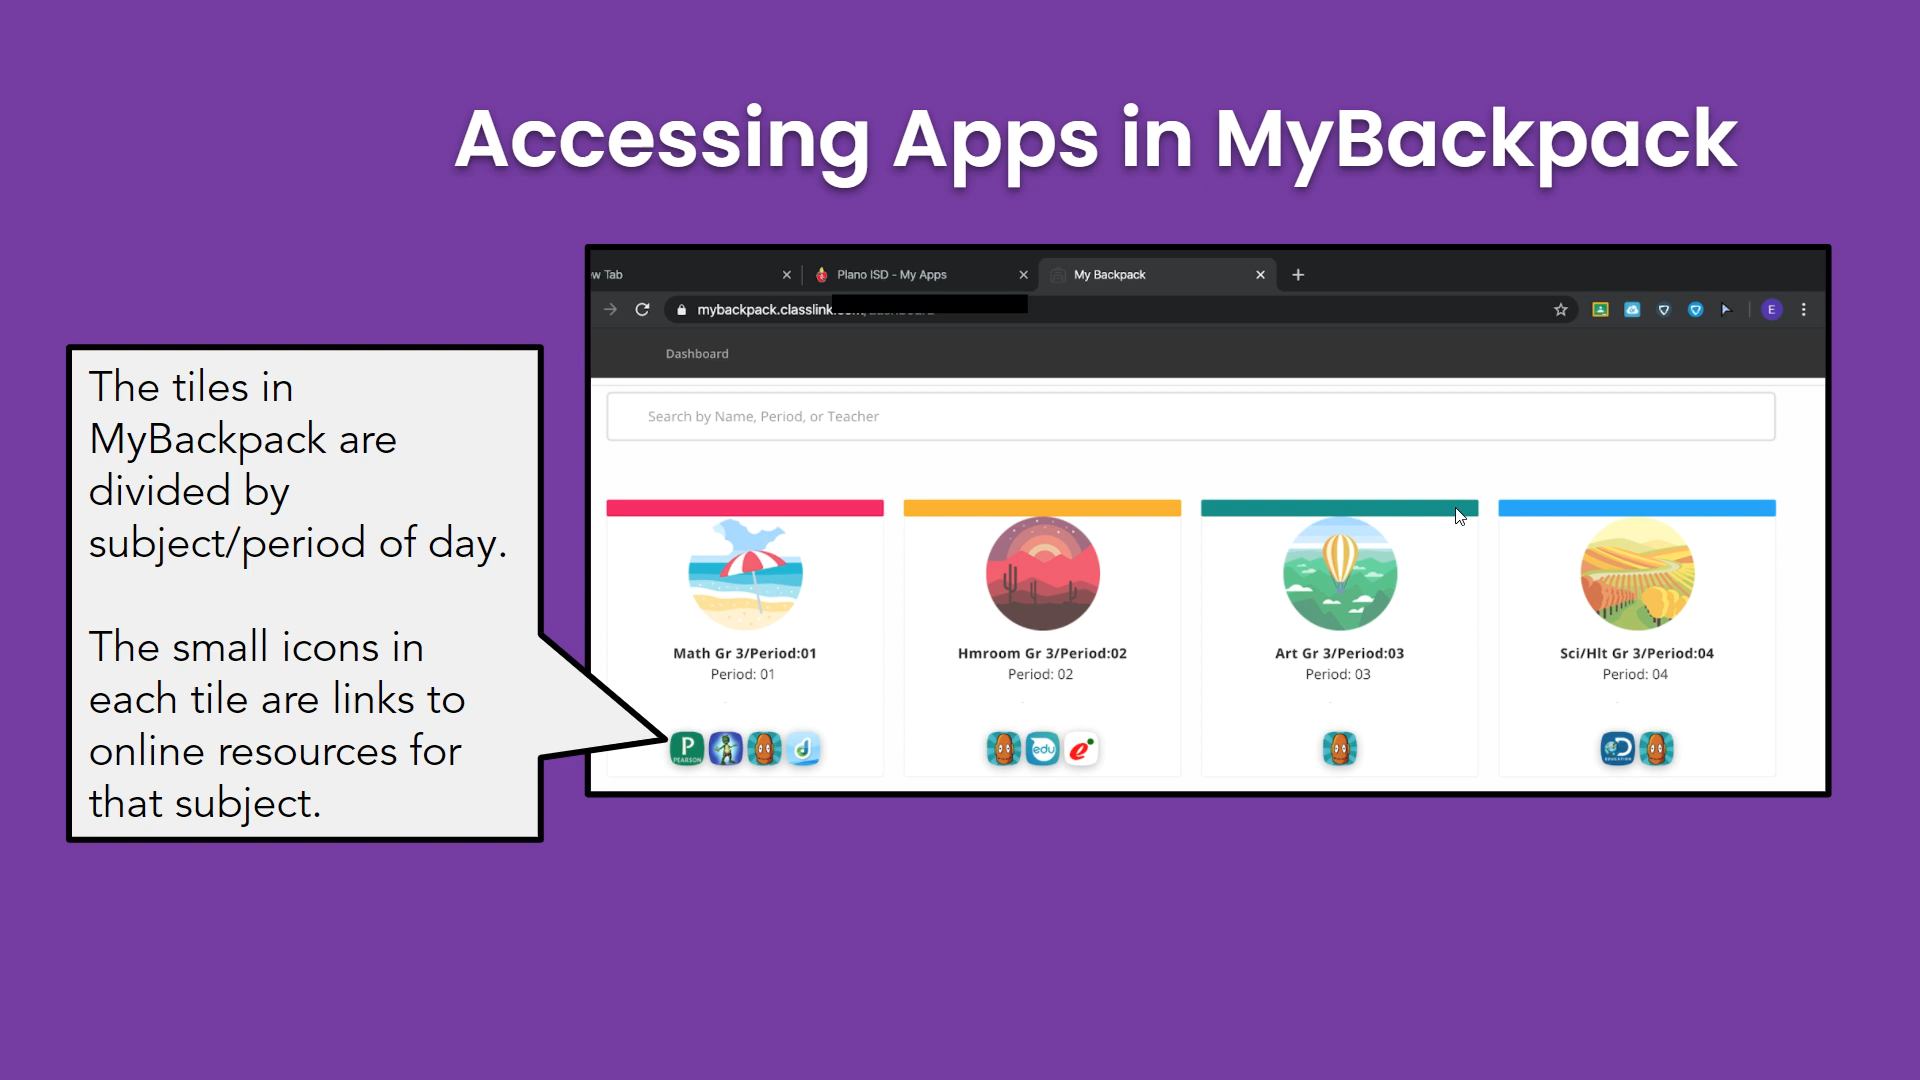 Accessing Apps in MyBackpack
w Tab
Plano ISD - My Apps
My Backpack
mybackpack.classlink.
E
Dashboard
Search by Name, Period, or Teacher
The tiles in
MyBackpack are
divided by
subject/period of day.
The small icons in
each tile are links to
online resources for
that subject.
Math Gr 3/Period:01
Period: 01
Hmroom Gr 3/Period:02
Period: 02
Art Gr 3/Period:03
Period: 03
Sci/Hlt Gr 3/Period:04
Period: 04
P
PEARSON
d
edu
e
D
EDUCATION